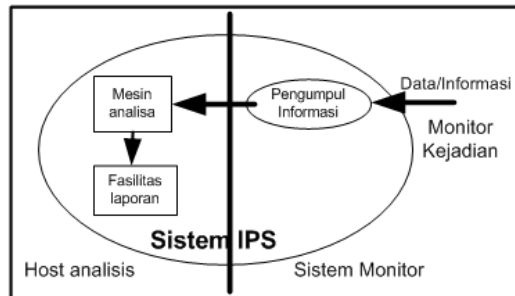 Mesin
analisa
Pengumpul
Informasi
Data/Informasi
Monitor
Kejadian
Fasilitas
laporan
Sistem IPS
Host analisis
Sistem Monitor